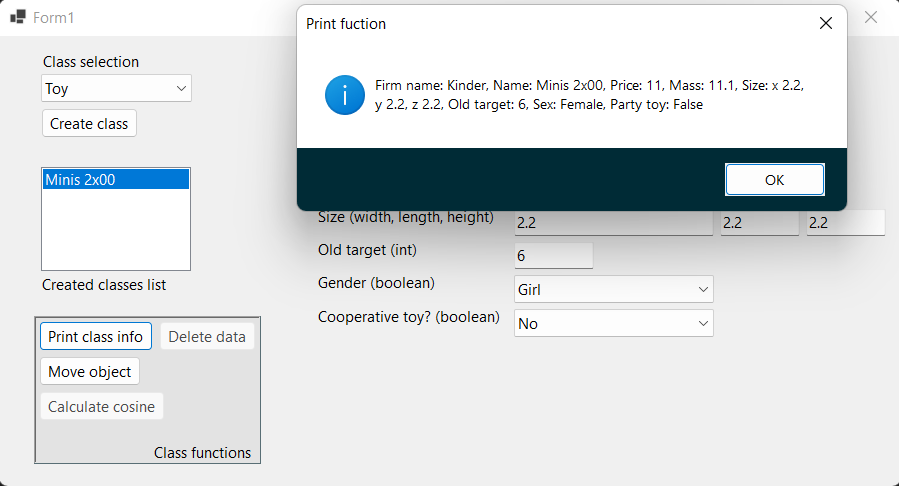 Form1
Class selection
Toy
Create class
Minis 2x00
Created classes list
Print class info
Delete data
Move object
Calculate cosine
Class functions
Print fuction
Firm name: Kinder, Name: Minis 2x00, Price: 11, Mass: 11.1, Size: x 2.2,
y 2.2, z 2.2, Old target: 6, Sex: Female, Party toy: False
OK
Size (width, length, height) 2.2 2.2 2.2
Old target (int) 6
Gender (boolean) Girl
Cooperative toy? (boolean) No